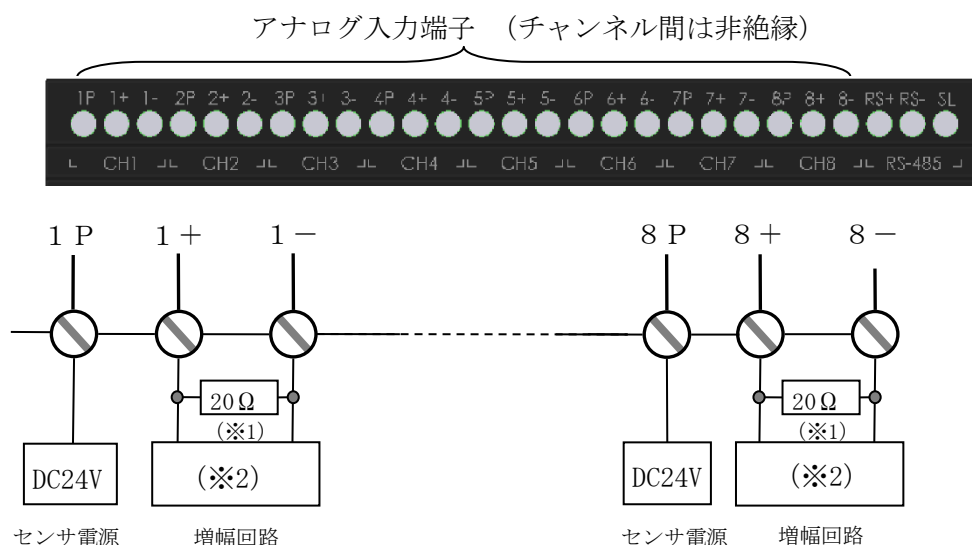 アナログ入力端子 （チャンネル間は非絶縁）
1P 1+ 1- 2P 2+ 2- 3P 3+ 3- 4P 4+ 4- 5P 5+ 5- 6P 6+ 6- 7P 7+ 7- 8P 8+ 8- RS+ RS- SL
CH1 CH2 CH3 CH4 CH5 CH6 CH7 CH8 RS-485
１Ｐ １＋ １－ ８Ｐ ８＋ ８－
20Ω 20Ω
(※1) (※1)
DC24V (※2) DC24V (※2)
センサ電源 増幅回路 センサ電源 増幅回路